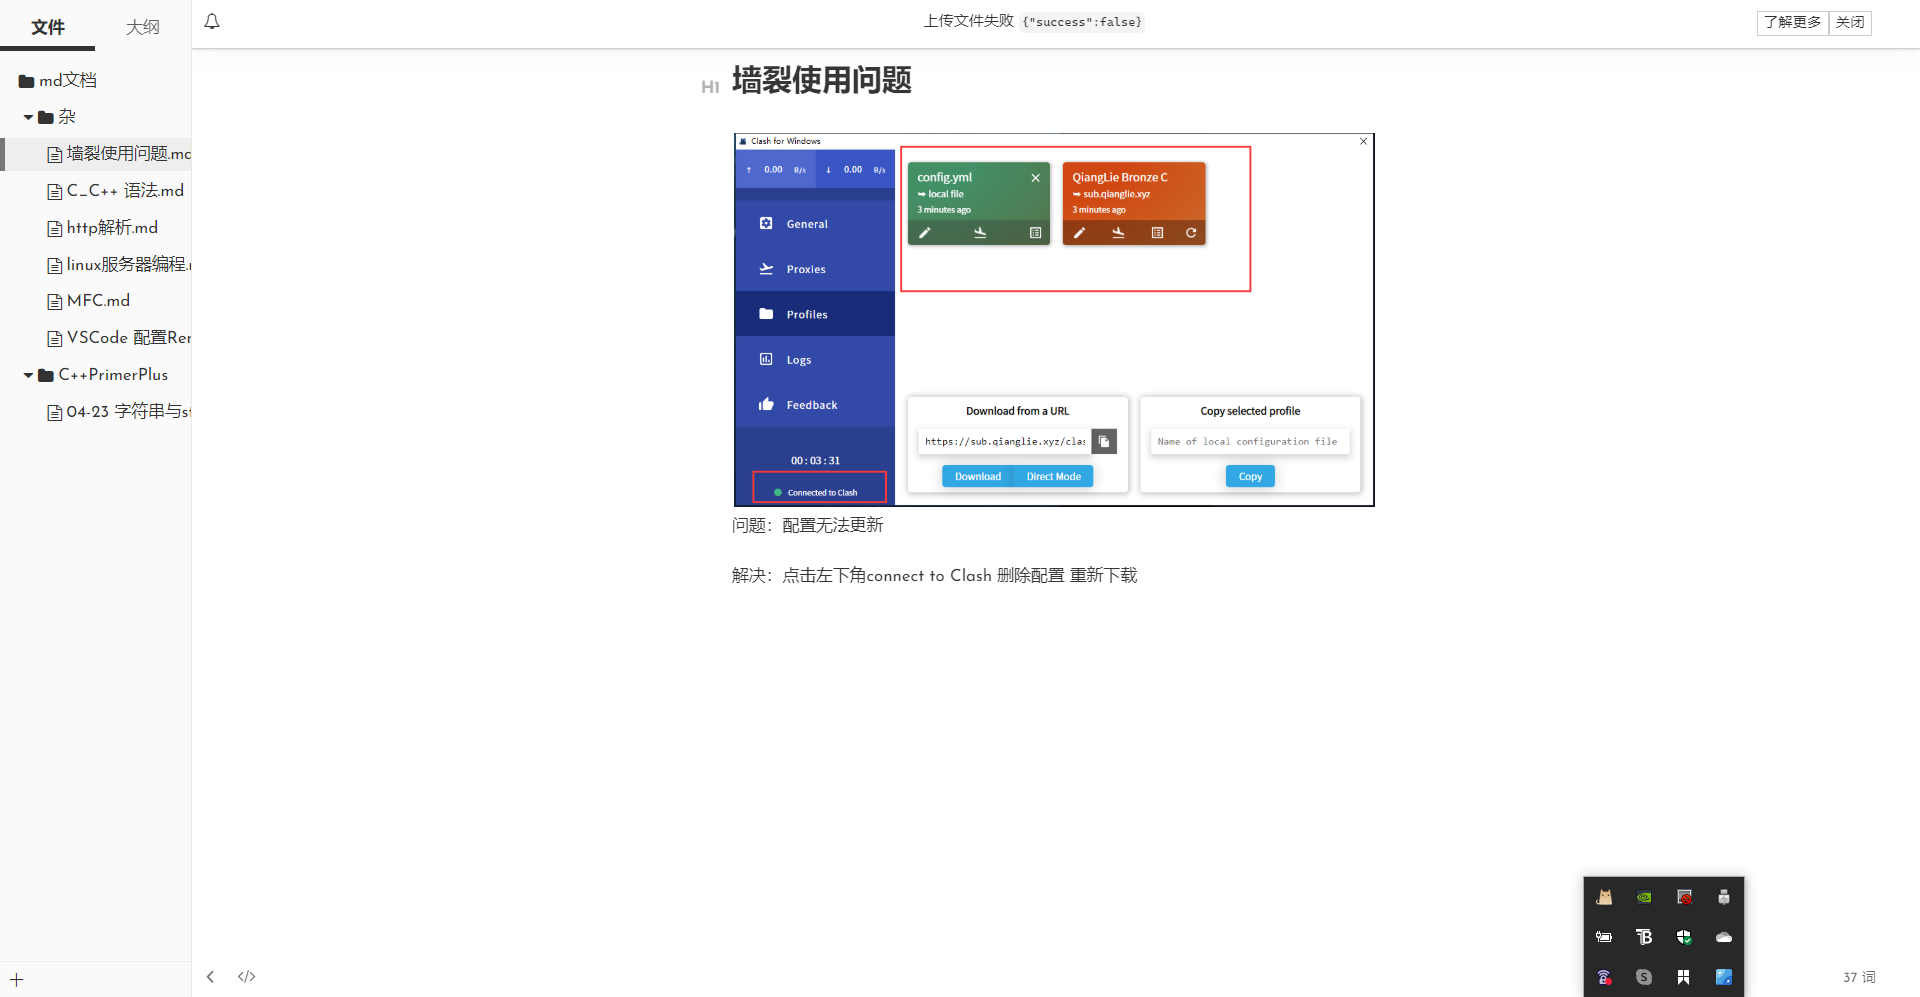 文件 大纲
上传文件失败 {"success":false}
了解更多 关闭
md文档
杂
墙裂使用问题.md
C_C++ 语法.md
http解析.md
linux服务器编程.
MFC.md
VSCode 配置Rer
C++PrimerPlus
04-23 字符串与st
H1 墙裂使用问题
Clash for Windows
↑ 0.00 B/s ↓ 0.00 B/s
General
Proxies
Profiles
Logs
Feedback
00:03:31
Connected to Clash
config.yml
local file
3 minutes ago
QiangLie Bronze C
sub.qianglie.xyz
3 minutes ago
Download from a URL
https://sub.qianglie.xyz/clas
Download Direct Mode
Copy selected profile
Name of local configuration file
Copy
问题：配置无法更新
解决：点击左下角connect to Clash 删除配置 重新下载
37 词